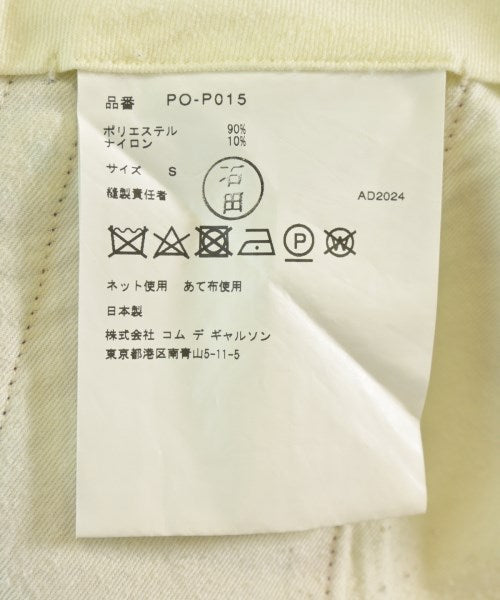 品番 PO-P015
ポリエステル 90%
ナイロン 10%
サイズ S
石田
縫製責任者 AD2024
P W
ネット使用 あて布使用
日本製
株式会社 コム デ ギャルソン
東京都港区南青山5-11-5